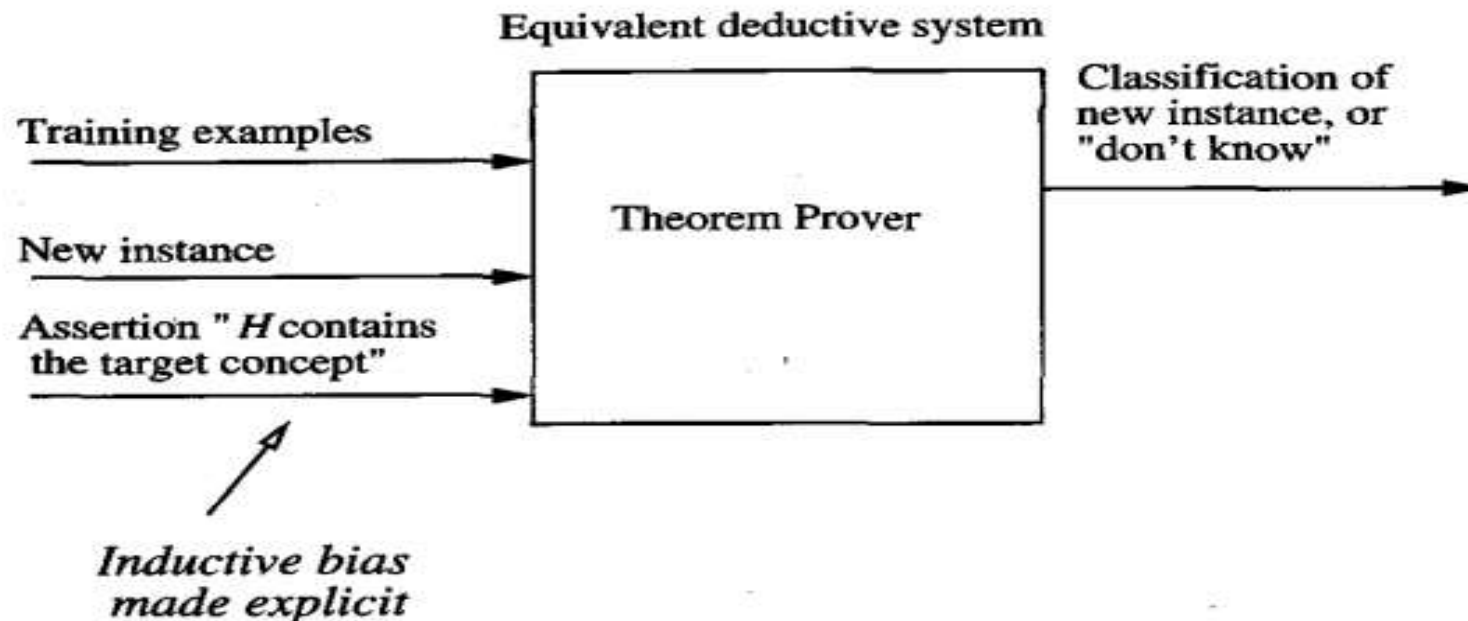 Equivalent deductive system
Training examples
New instance
Assertion " H contains
the target concept"
Theorem Prover
Classification of
new instance, or
"don't know"
Inductive bias
made explicit